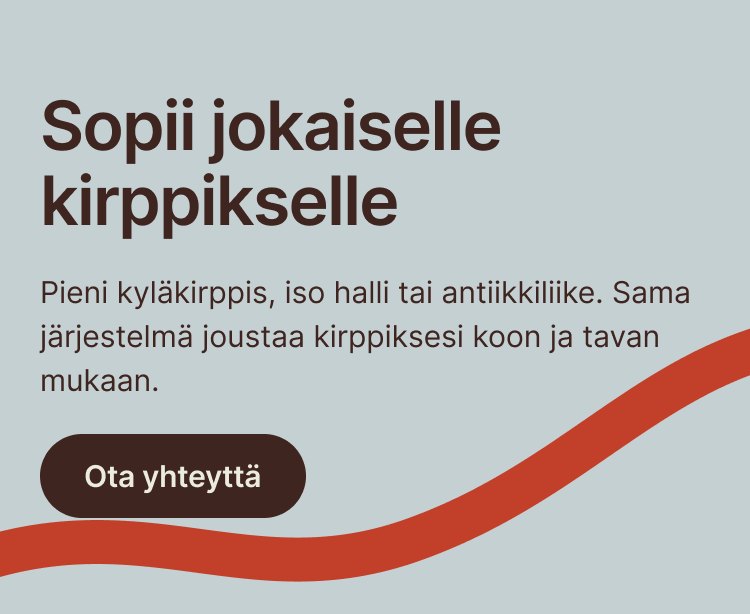 Sopii jokaiselle
kirppikselle
Pieni kyläkirppis, iso halli tai antiikkiliike. Sama
järjestelmä joustaa kirppiksesi koon ja tavan
mukaan.
Ota yhteyttä